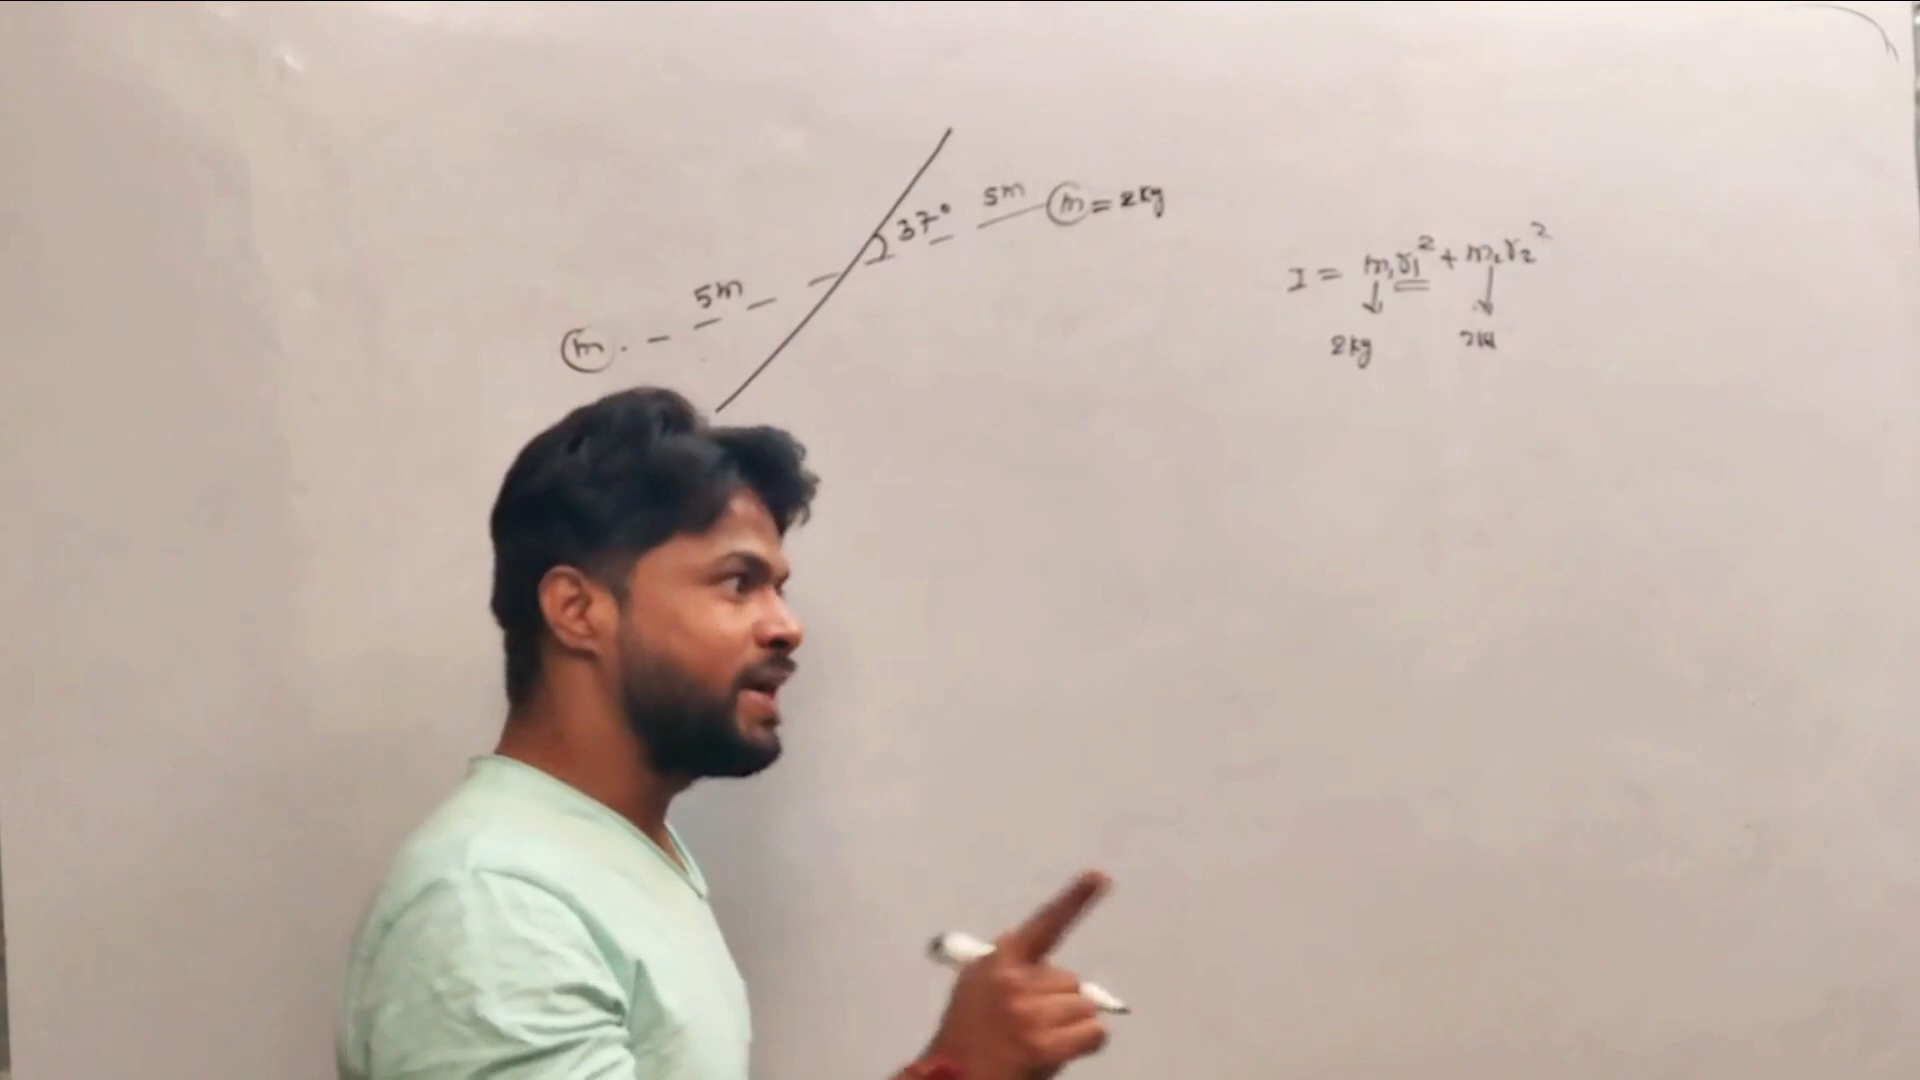 37° 5m m = 2kg
5m
m
I = m₁r₁² + m₂r₂²
2kg